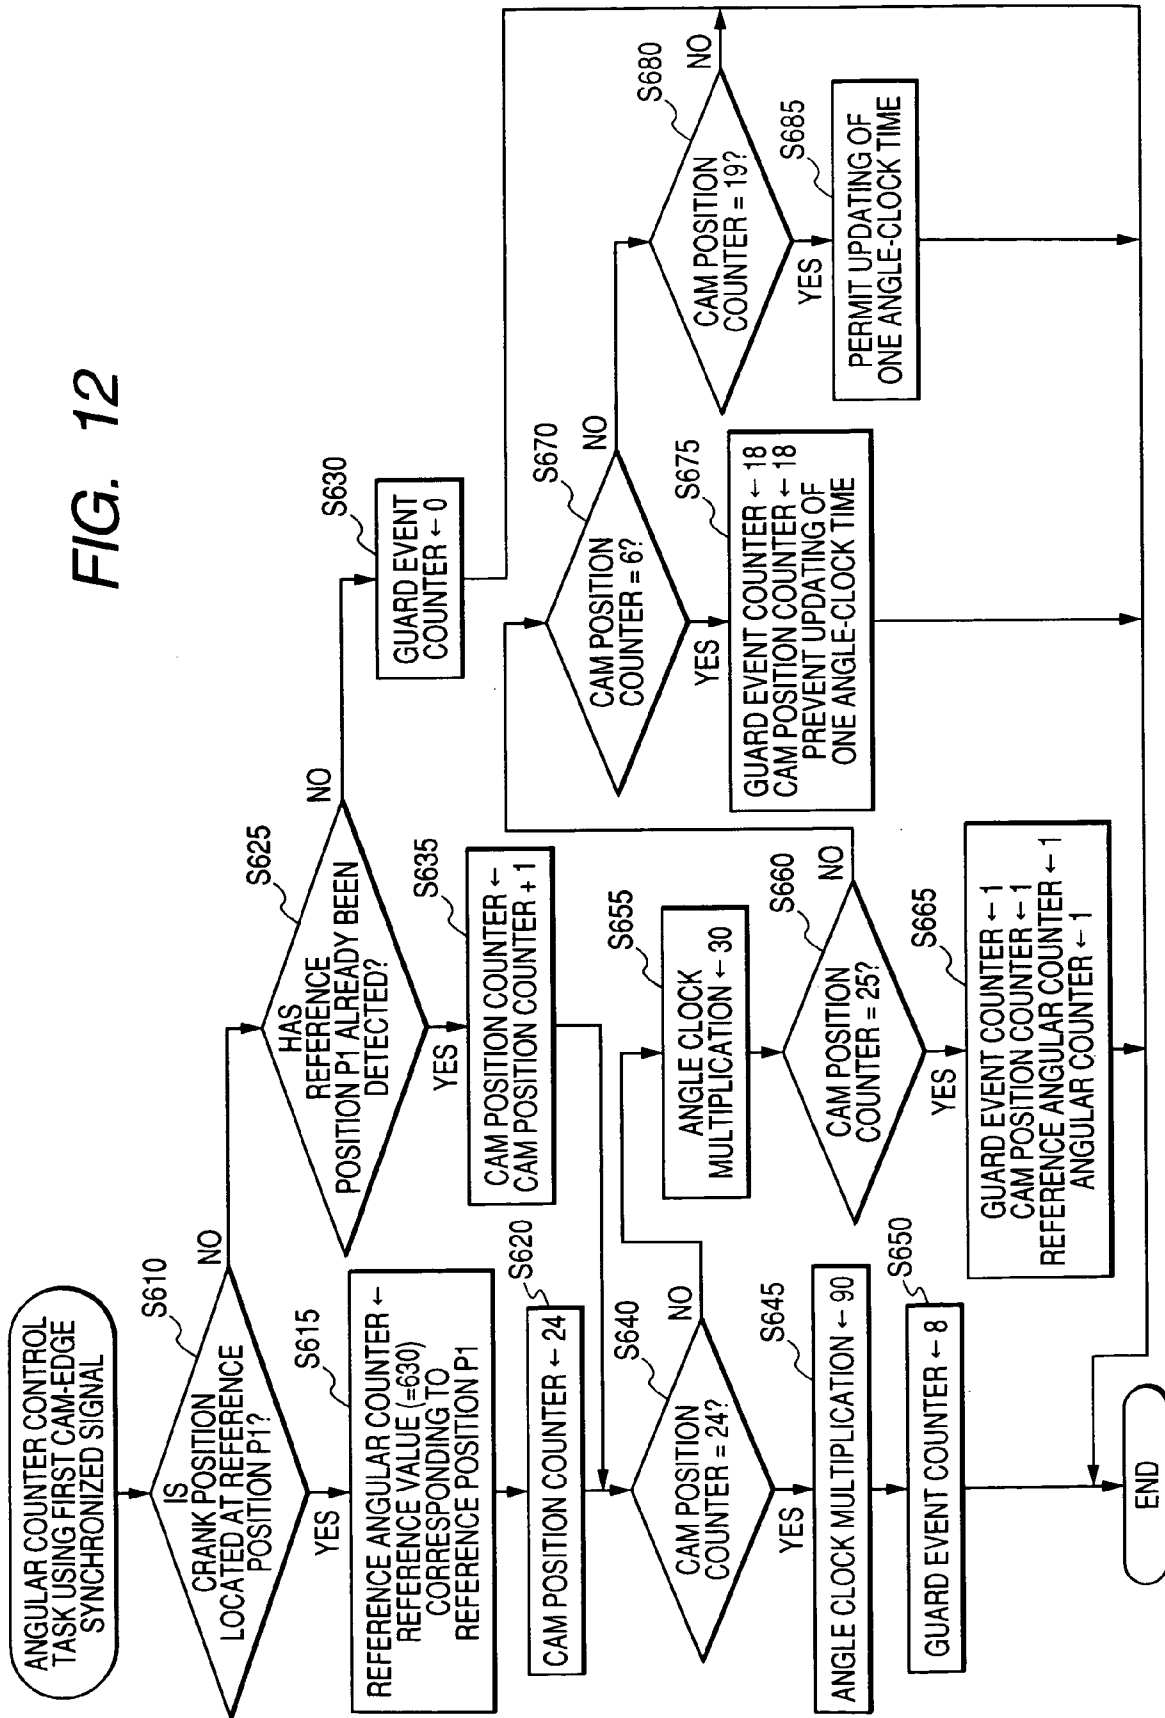 FIG. 12
ANGULAR COUNTER CONTROL
TASK USING FIRST CAM-EDGE
SYNCHRONIZED SIGNAL
S610
IS
CRANK POSITION
LOCATED AT REFERENCE
POSITION P1?
NO
YES
S615
REFERENCE ANGULAR COUNTER ←
REFERENCE VALUE (=630)
CORRESPONDING TO
REFERENCE POSITION P1
S620
CAM POSITION COUNTER ← 24
S625
HAS
REFERENCE
POSITION P1 ALREADY BEEN
DETECTED?
NO
YES
S630
GUARD EVENT
COUNTER ← 0
S635
CAM POSITION COUNTER ←
CAM POSITION COUNTER + 1
S640
CAM POSITION
COUNTER = 24?
NO
YES
S645
ANGLE CLOCK MULTIPLICATION ← 90
S650
GUARD EVENT COUNTER ← 8
S655
ANGLE CLOCK
MULTIPLICATION ← 30
S660
CAM POSITION
COUNTER = 25?
NO
YES
S665
GUARD EVENT COUNTER ← 1
CAM POSITION COUNTER ← 1
REFERENCE ANGULAR COUNTER ← 1
ANGULAR COUNTER ← 1
S670
CAM POSITION
COUNTER = 6?
NO
YES
S675
GUARD EVENT COUNTER ← 18
CAM POSITION COUNTER ← 18
PREVENT UPDATING OF
ONE ANGLE-CLOCK TIME
S680
CAM POSITION
COUNTER = 19?
NO
YES
S685
PERMIT UPDATING OF
ONE ANGLE-CLOCK TIME
END